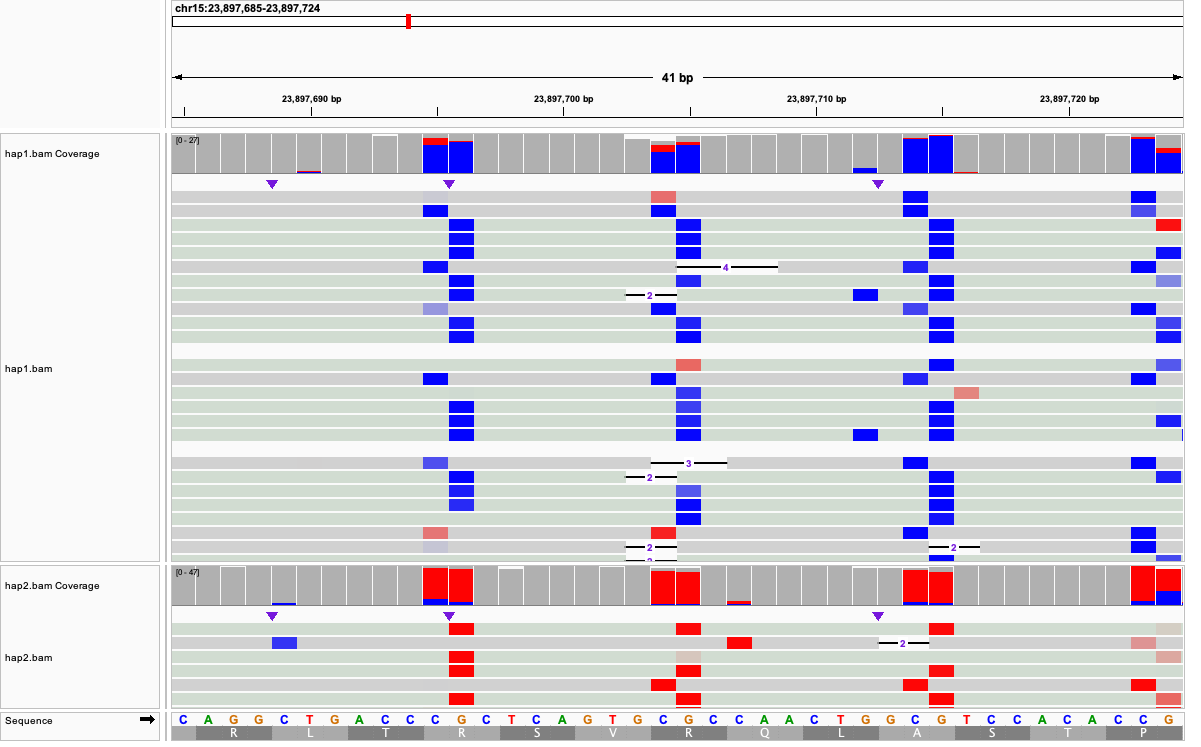 chr15:23,897,685-23,897,724
41 bp
23,897,690 bp 23,897,700 bp 23,897,710 bp 23,897,720 bp
hap1.bam Coverage
[0 - 27]
hap1.bam
4
2
3
2
2 2
hap2.bam Coverage
[0 - 47]
hap2.bam
2
Sequence
C A G G C T G A C C C G C T C A G T G C G C C A A C T G G C G T C C A C A C C G
R L T R S V R Q L A S T P